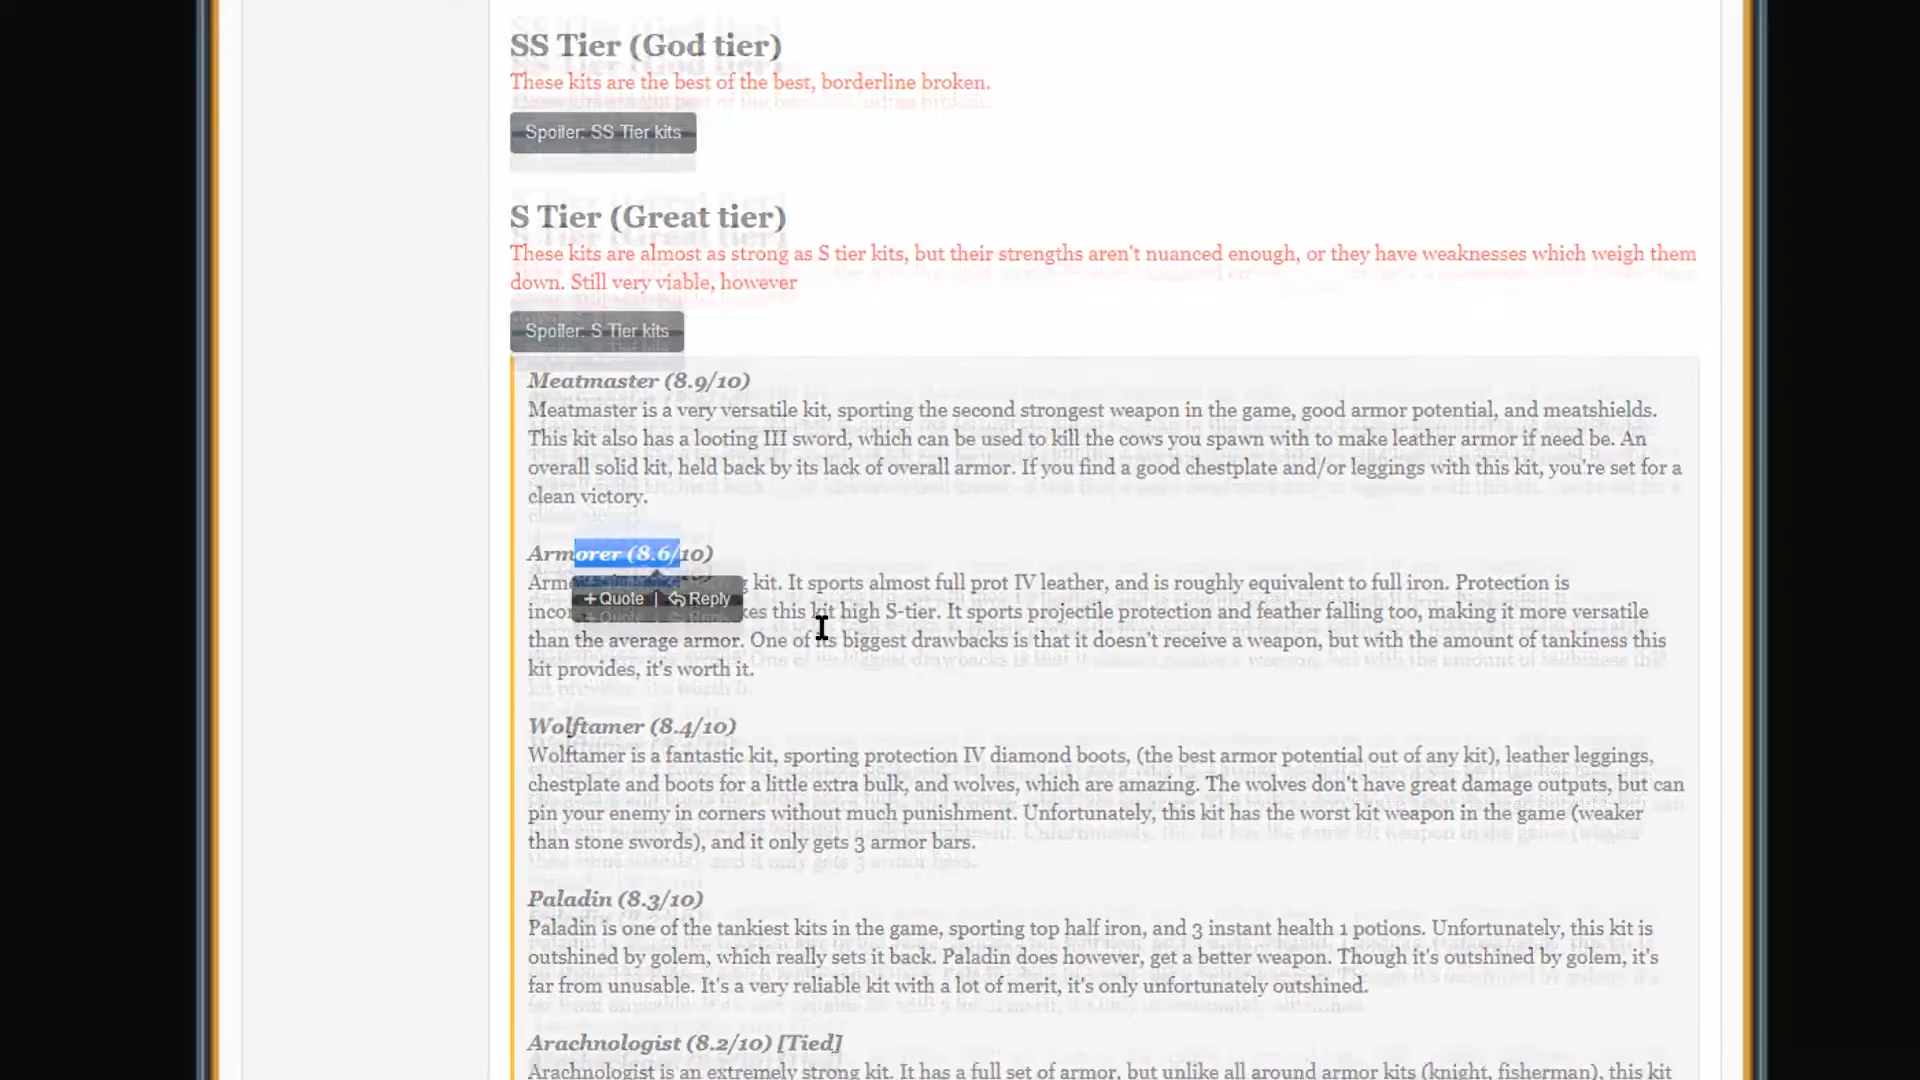 SS Tier (God tier)
These kits are the best of the best, borderline broken.
Spoiler: SS Tier kits
S Tier (Great tier)
These kits are almost as strong as S tier kits, but their strengths aren't nuanced enough, or they have weaknesses which weigh them
down. Still very viable, however
Spoiler: S Tier kits
Meatmaster (8.9/10)
Meatmaster is a very versatile kit, sporting the second strongest weapon in the game, good armor potential, and meatshields.
This kit also has a looting III sword, which can be used to kill the cows you spawn with to make leather armor if need be. An
overall solid kit, held back by its lack of overall armor. If you find a good chestplate and/or leggings with this kit, you're set for a
clean victory.
Armorer (8.6/10)
kit. It sports almost full prot IV leather, and is roughly equivalent to full iron. Protection is
+Quote | Reply
this kit high S-tier. It sports projectile protection and feather falling too, making it more versatile
than the average armor. One of its biggest drawbacks is that it doesn't receive a weapon, but with the amount of tankiness this
kit provides, it's worth it.
Wolftamer (8.4/10)
Wolftamer is a fantastic kit, sporting protection IV diamond boots, (the best armor potential out of any kit), leather leggings,
chestplate and boots for a little extra bulk, and wolves, which are amazing. The wolves don't have great damage outputs, but can
pin your enemy in corners without much punishment. Unfortunately, this kit has the worst kit weapon in the game (weaker
than stone swords), and it only gets 3 armor bars.
Paladin (8.3/10)
Paladin is one of the tankiest kits in the game, sporting top half iron, and 3 instant health 1 potions. Unfortunately, this kit is
outshined by golem, which really sets it back. Paladin does however, get a better weapon. Though it's outshined by golem, it's
far from unusable. It's a very reliable kit with a lot of merit, it's only unfortunately outshined.
Arachnologist (8.2/10) [Tied]
Arachnologist is an extremely strong kit. It has a full set of armor, but unlike all around armor kits (knight, fisherman), this kit